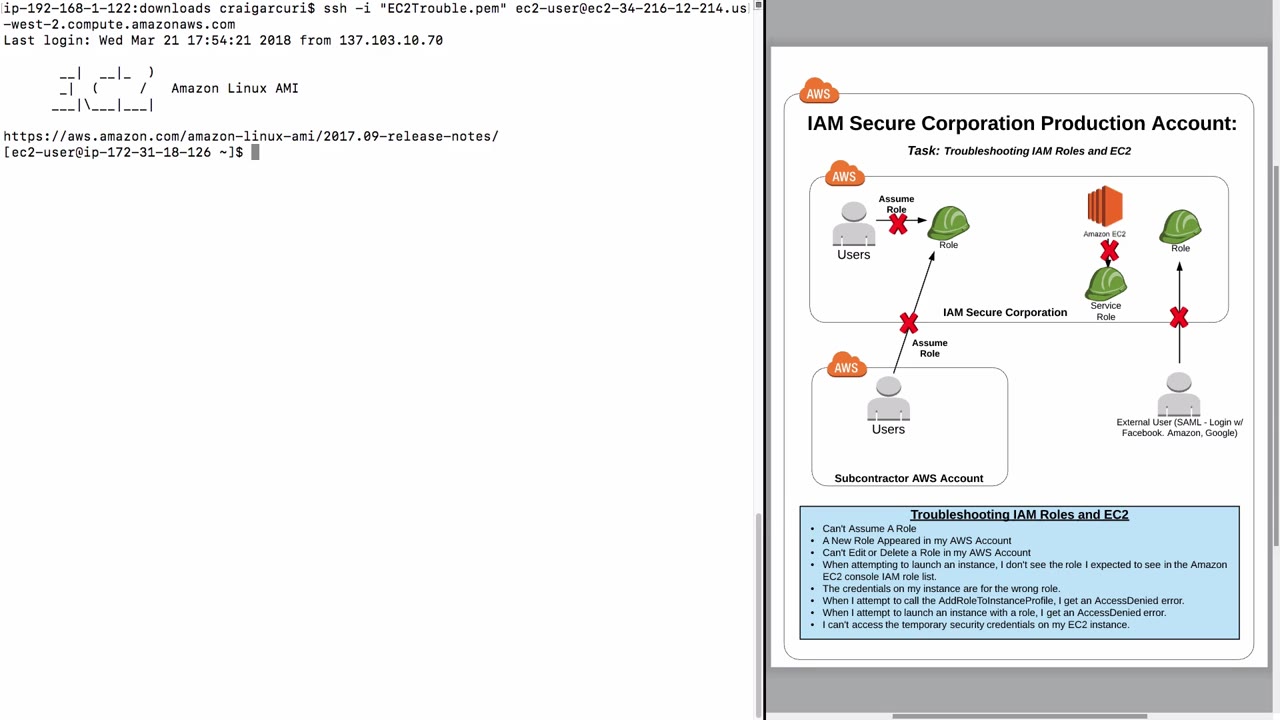 ip-192-168-1-122:downloads craigarcuri$ ssh -i "EC2Trouble.pem" ec2-user@ec2-34-216-12-214.us
-west-2.compute.amazonaws.com
Last login: Wed Mar 21 17:54:21 2018 from 137.103.10.70
__|  __|_  )
_|  (     /   Amazon Linux AMI
___|\___|___|
https://aws.amazon.com/amazon-linux-ami/2017.09-release-notes/
[ec2-user@ip-172-31-18-126 ~]$
AWS
IAM Secure Corporation Production Account:
Task: Troubleshooting IAM Roles and EC2
AWS
Assume
Role
Users
Role
Amazon EC2
Service
Role
Role
IAM Secure Corporation
Assume
Role
AWS
Users
Subcontractor AWS Account
External User (SAML - Login w/
Facebook. Amazon, Google)
Troubleshooting IAM Roles and EC2
• Can't Assume A Role
• A New Role Appeared in my AWS Account
• Can't Edit or Delete a Role in my AWS Account
• When attempting to launch an instance, I don't see the role I expected to see in the Amazon
EC2 console IAM role list.
• The credentials on my instance are for the wrong role.
• When I attempt to call the AddRoleToInstanceProfile, I get an AccessDenied error.
• When I attempt to launch an instance with a role, I get an AccessDenied error.
• I can't access the temporary security credentials on my EC2 instance.